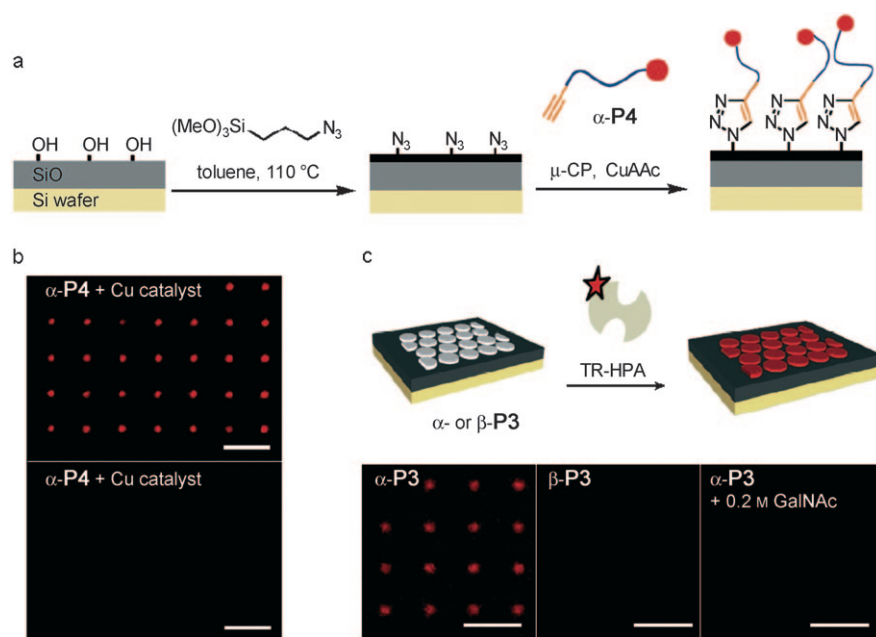 a
(MeO)₃Si N₃
toluene, 110 °C
OH OH OH
SiO
Si wafer
N₃ N₃ N₃
α-P4
μ-CP, CuAAc
N N N N N N
N N N
b
α-P4 + Cu catalyst
α-P4 + Cu catalyst
c
TR-HPA
α- or β-P3
α-P3
β-P3
α-P3
+ 0.2 M GalNAc